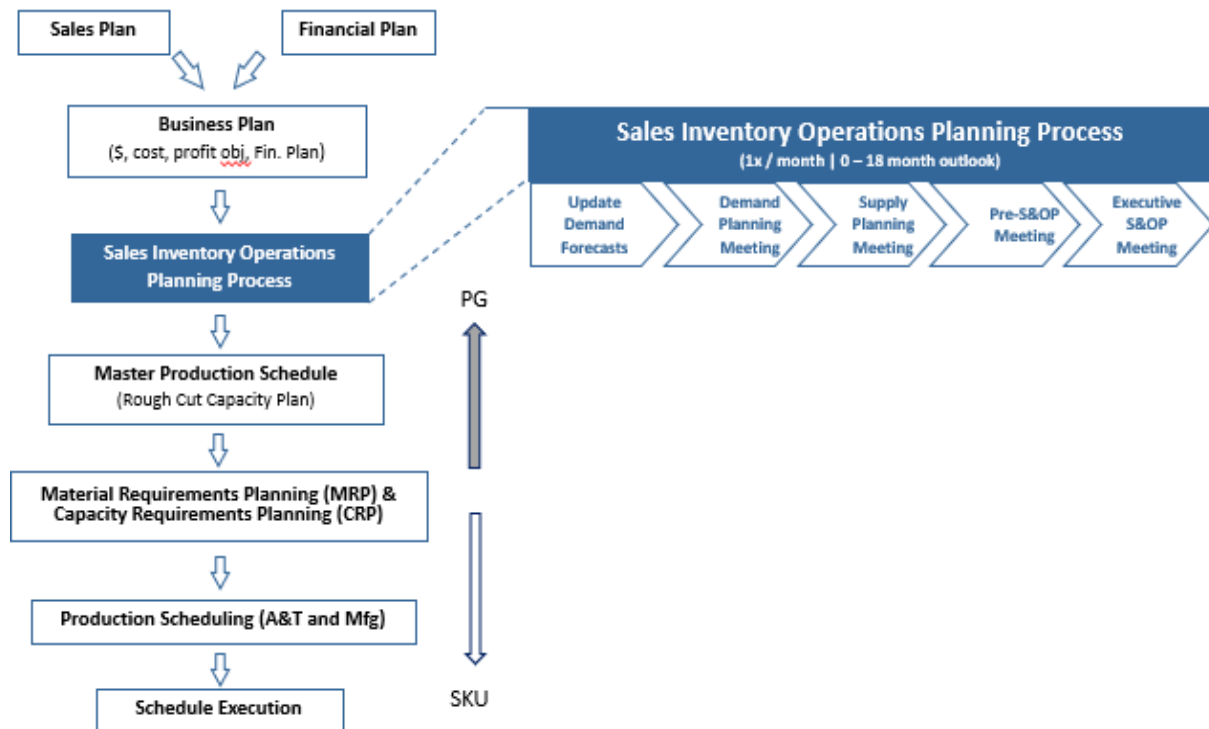 Sales Plan
Financial Plan
Business Plan
($, cost, profit obj, Fin. Plan)
Sales Inventory Operations
Planning Process
Master Production Schedule
(Rough Cut Capacity Plan)
Material Requirements Planning (MRP) &
Capacity Requirements Planning (CRP)
Production Scheduling (A&T and Mfg)
Schedule Execution
Sales Inventory Operations Planning Process
(1x / month | 0 – 18 month outlook)
Update
Demand
Forecasts
Demand
Planning
Meeting
Supply
Planning
Meeting
Pre-S&OP
Meeting
Executive
S&OP
Meeting
PG
SKU